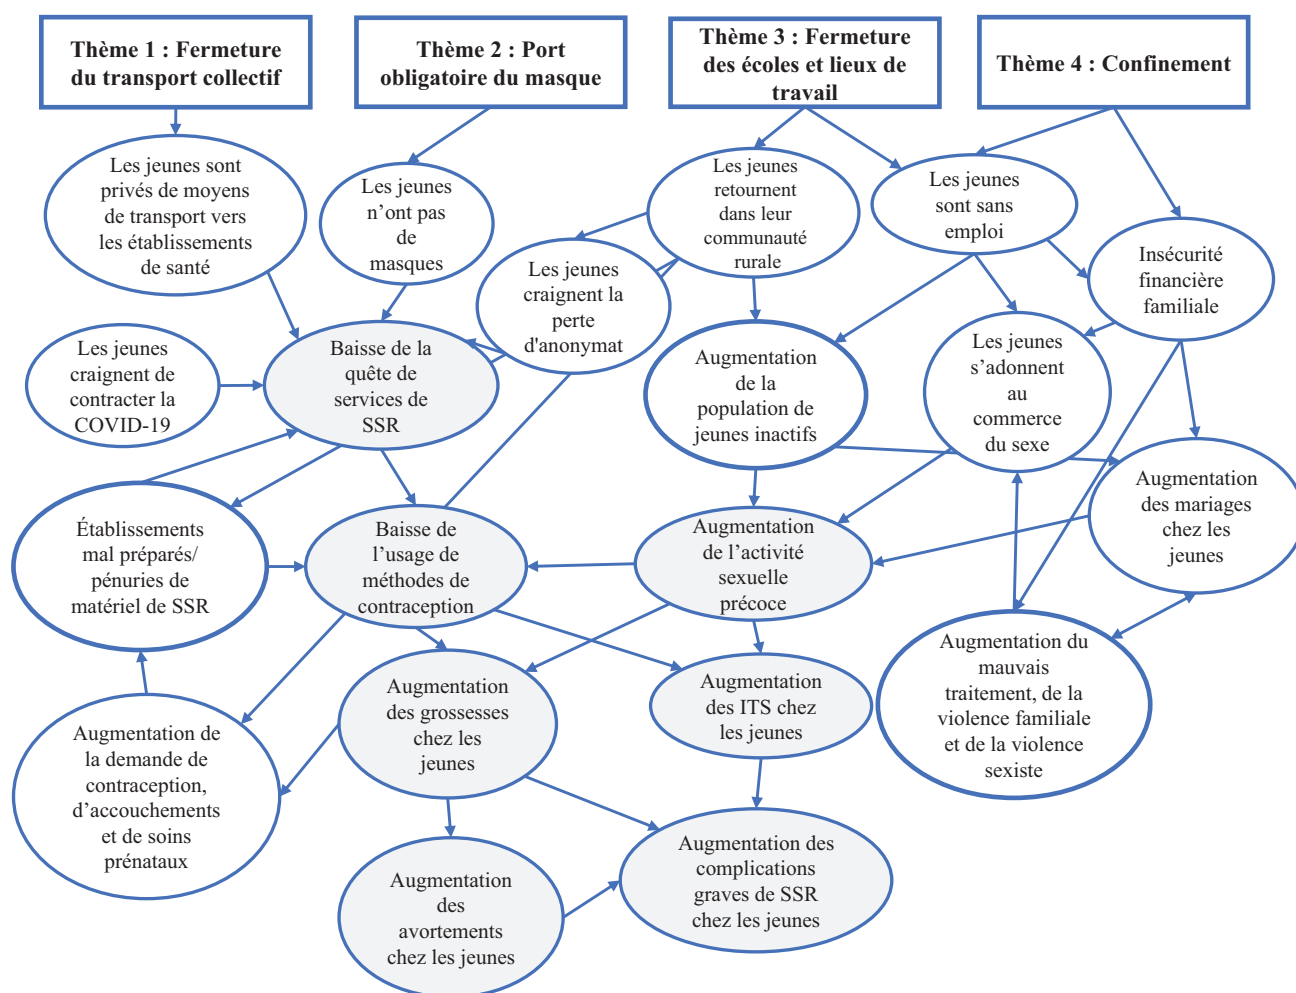 Thème 1 : Fermeture
du transport collectif
Thème 2 : Port
obligatoire du masque
Thème 3 : Fermeture
des écoles et lieux de
travail
Thème 4 : Confinement
Les jeunes sont
privés de moyens
de transport vers
les établissements
de santé
Les jeunes
n’ont pas
de
masques
Les jeunes
retournent
dans leur
communauté
rurale
Les jeunes
sont sans
emploi
Insécurité
financière
familiale
Les jeunes
craignent la
perte
d'anonymat
Les jeunes
craignent de
contracter la
COVID-19
Baisse de la
quête de
services de
SSR
Augmentation
de la
population de
jeunes inactifs
Les jeunes
s’adonnent
au
commerce
du sexe
Augmentation
des mariages
chez les
jeunes
Établissements
mal préparés/
pénuries de
matériel de SSR
Baisse de
l’usage de
méthodes de
contraception
Augmentation
de l’activité
sexuelle
précoce
Augmentation du
mauvais
traitement, de la
violence familiale
et de la violence
sexiste
Augmentation de
la demande de
contraception,
d’accouchements
et de soins
prénataux
Augmentation
des grossesses
chez les
jeunes
Augmentation
des ITS chez
les jeunes
Augmentation
des
avortements
chez les jeunes
Augmentation des
complications
graves de SSR
chez les jeunes